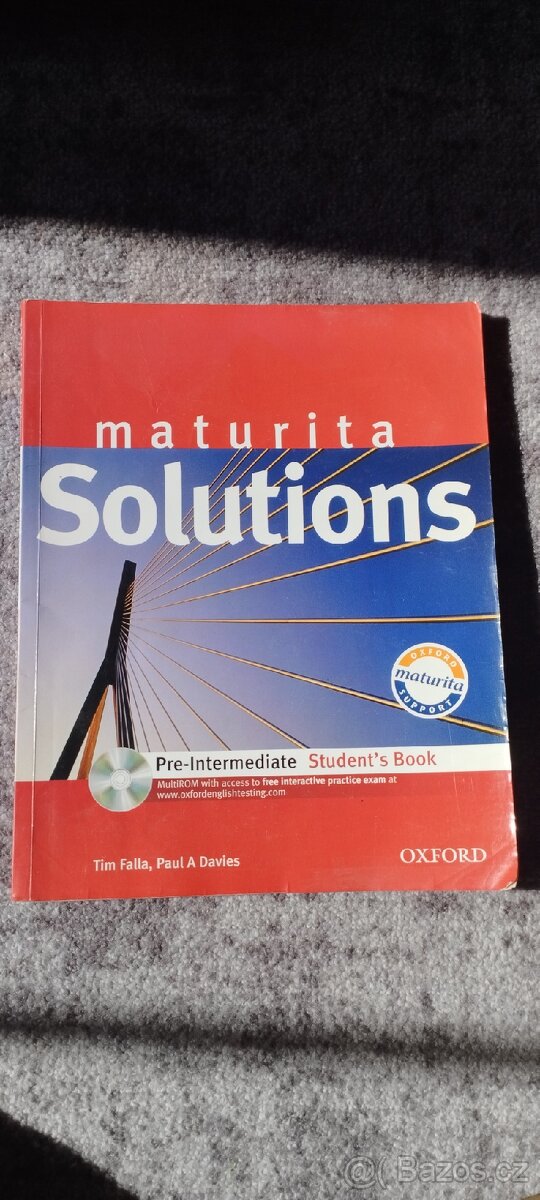 maturita
Solutions
OXFORD
maturita
SUPPORT
Pre-Intermediate Student's Book
MultiROM with access to free interactive practice exam at
www.oxfordenglishtesting.com
Tim Falla, Paul A Davies
OXFORD
Bazos.cz